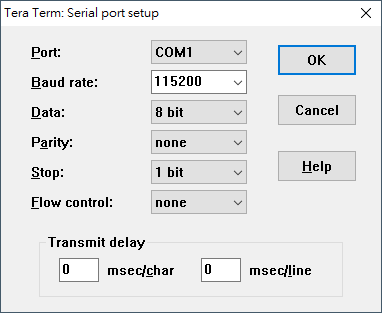 Tera Term: Serial port setup
Port: COM1 OK
Baud rate: 115200
Data: 8 bit Cancel
Parity: none
Stop: 1 bit Help
Flow control: none
Transmit delay
0 msec/char 0 msec/line